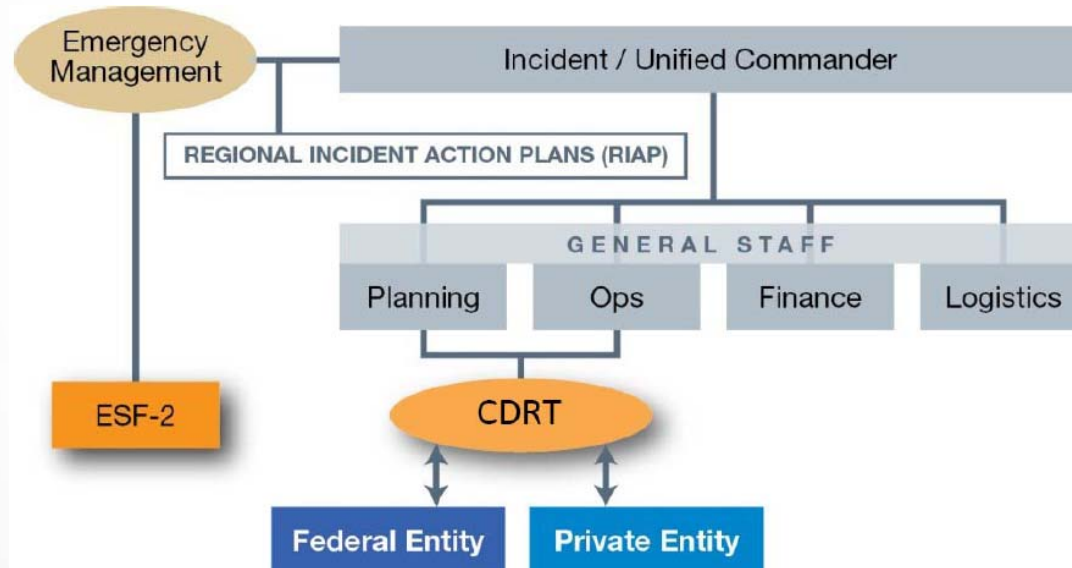 Emergency
Management
Incident / Unified Commander
REGIONAL INCIDENT ACTION PLANS (RIAP)
GENERAL STAFF
Planning
Ops
Finance
Logistics
ESF-2
CDRT
Federal Entity
Private Entity